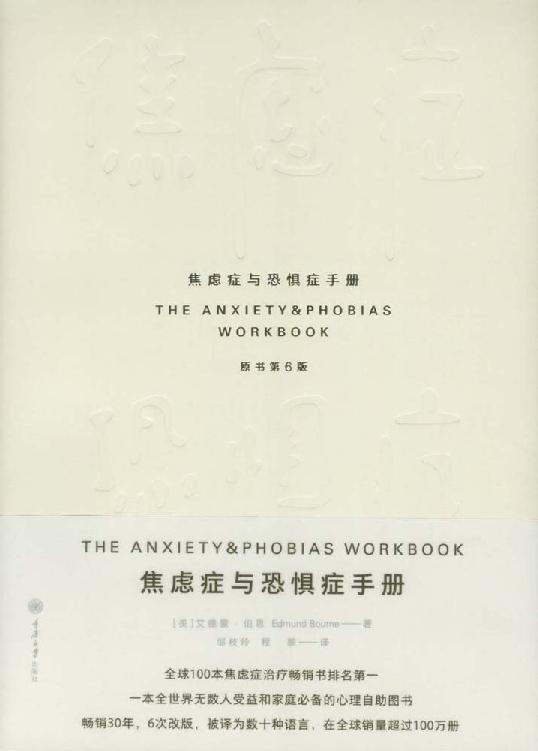 焦虑症
焦虑症与恐惧症手册
THE ANXIETY&PHOBIAS
WORKBOOK
原书第6版
恐惧症
THE ANXIETY&PHOBIAS WORKBOOK
焦虑症与恐惧症手册
[美]艾德蒙·伯恩 Edmund Bourne——著
邹枝玲 程黎——译
重庆大学
出版社
全球100本焦虑症治疗畅销书排名第一
一本全世界无数人受益和家庭必备的心理自助图书
畅销30年，6次改版，被译为数十种语言，在全球销量超过100万册